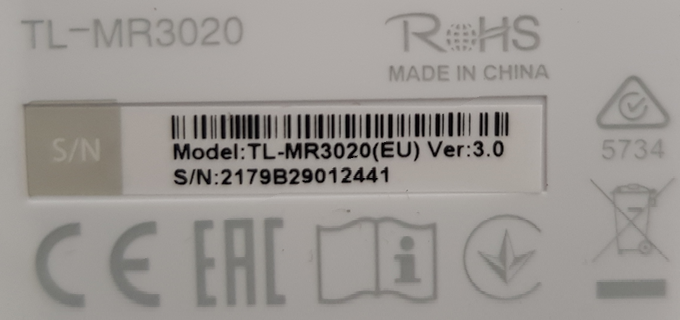 TL-MR3020
RoHS
MADE IN CHINA
S/N
Model:TL-MR3020(EU) Ver:3.0
S/N:2179B29012441
5734
CE EAC i